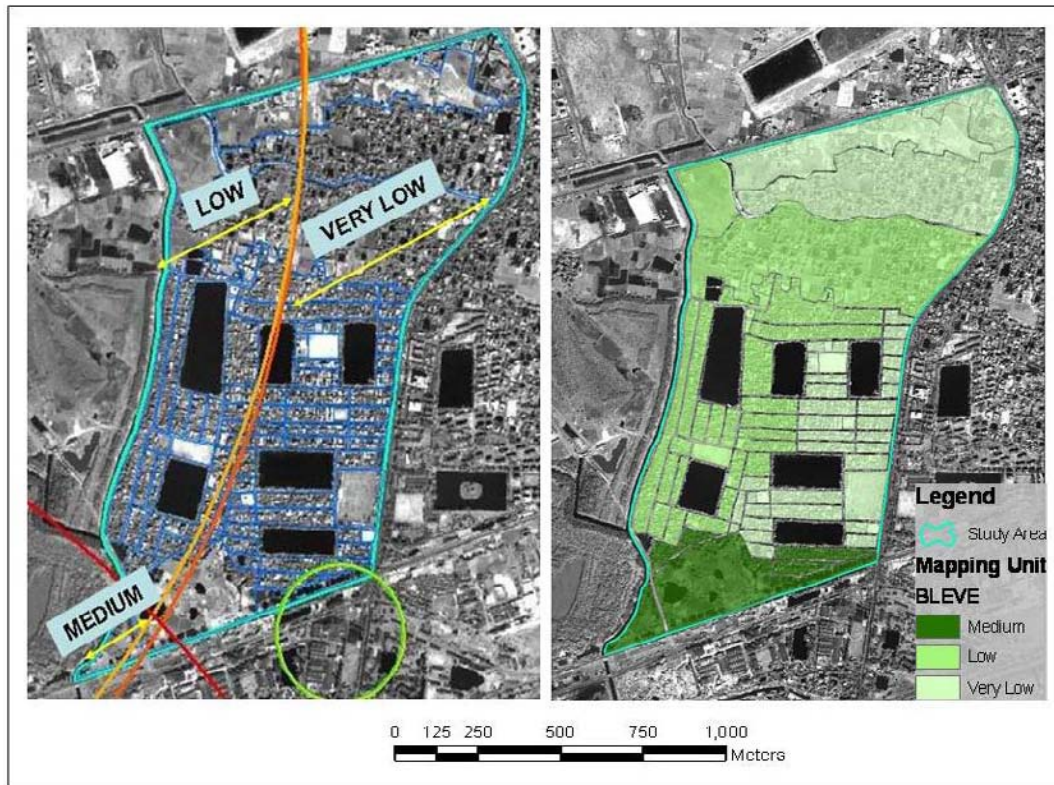 LOW
VERY LOW
MEDIUM
Legend
Study Area
Mapping Unit
BLEVE
Medium
Low
Very Low
0 125 250 500 750 1,000
Meters